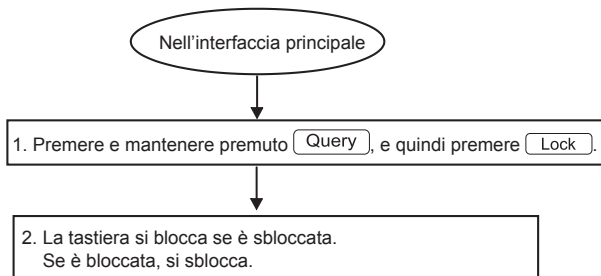 Nell'interfaccia principale
1. Premere e mantenere premuto Query, e quindi premere Lock.
2. La tastiera si blocca se è sbloccata.
Se è bloccata, si sblocca.